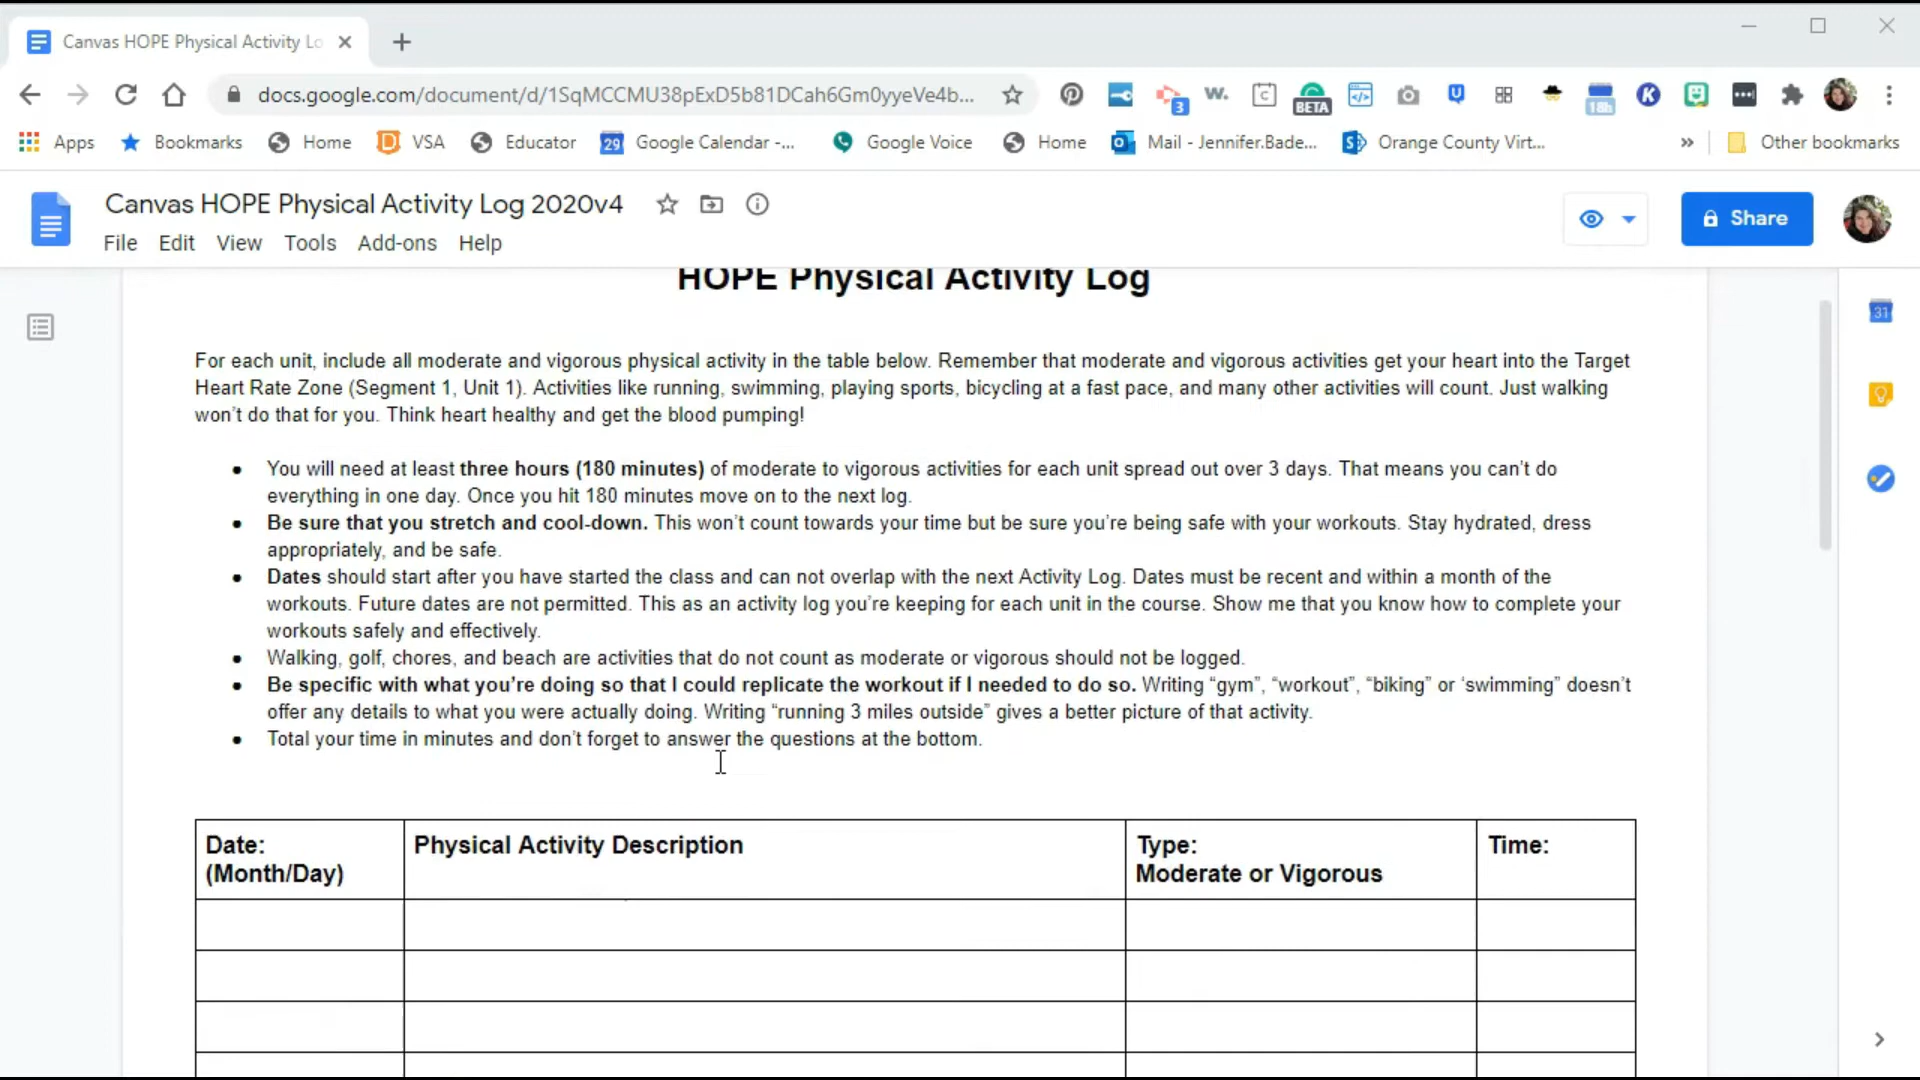 Canvas HOPE Physical Activity Lo
docs.google.com/document/d/1SqMCCMU38pExD5b81DCah6Gm0yyeVe4b...
3
w.
c
BETA
18h
K
Apps
Bookmarks
Home
VSA
Educator
29
Google Calendar -...
Google Voice
Home
Mail - Jennifer.Bade...
Orange County Virt...
»
Other bookmarks
Canvas HOPE Physical Activity Log 2020v4
File Edit View Tools Add-ons Help
Share
31
HOPE Physical Activity Log
For each unit, include all moderate and vigorous physical activity in the table below. Remember that moderate and vigorous activities get your heart into the Target
Heart Rate Zone (Segment 1, Unit 1). Activities like running, swimming, playing sports, bicycling at a fast pace, and many other activities will count. Just walking
won’t do that for you. Think heart healthy and get the blood pumping!
● You will need at least three hours (180 minutes) of moderate to vigorous activities for each unit spread out over 3 days. That means you can’t do
everything in one day. Once you hit 180 minutes move on to the next log.
● Be sure that you stretch and cool-down. This won’t count towards your time but be sure you’re being safe with your workouts. Stay hydrated, dress
appropriately, and be safe.
● Dates should start after you have started the class and can not overlap with the next Activity Log. Dates must be recent and within a month of the
workouts. Future dates are not permitted. This as an activity log you’re keeping for each unit in the course. Show me that you know how to complete your
workouts safely and effectively.
● Walking, golf, chores, and beach are activities that do not count as moderate or vigorous should not be logged.
● Be specific with what you’re doing so that I could replicate the workout if I needed to do so. Writing “gym”, “workout”, “biking” or ‘swimming” doesn’t
offer any details to what you were actually doing. Writing “running 3 miles outside” gives a better picture of that activity.
● Total your time in minutes and don’t forget to answer the questions at the bottom.
Date:
(Month/Day)
Physical Activity Description
Type:
Moderate or Vigorous
Time: